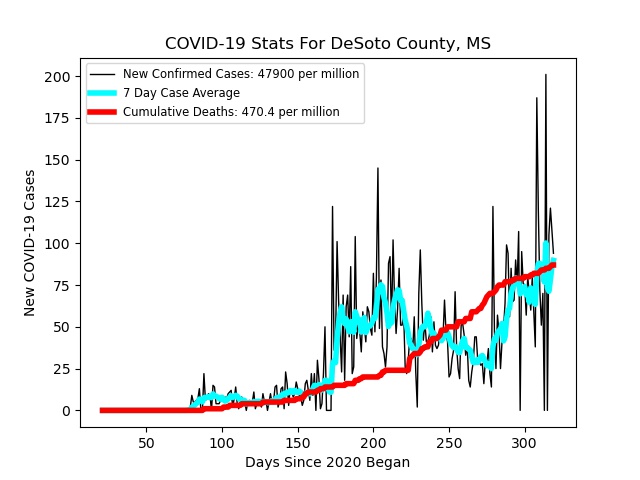 COVID-19 Stats For DeSoto County, MS
New Confirmed Cases: 47900 per million
7 Day Case Average
Cumulative Deaths: 470.4 per million
New COVID-19 Cases
200
175
150
125
100
75
50
25
0
50
100
150
200
250
300
Days Since 2020 Began